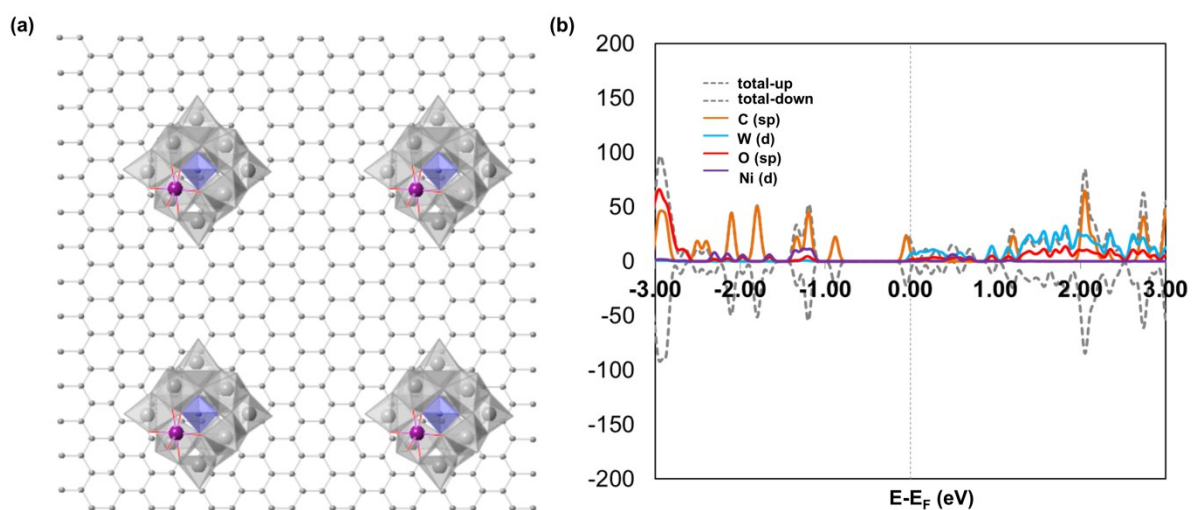 (a)
(b)
200
150
100
50
0
-50
-100
-150
-200
total-up
total-down
C (sp)
W (d)
O (sp)
Ni (d)
-3.00 -2.00 -1.00 0.00 1.00 2.00 3.00
E-EF (eV)